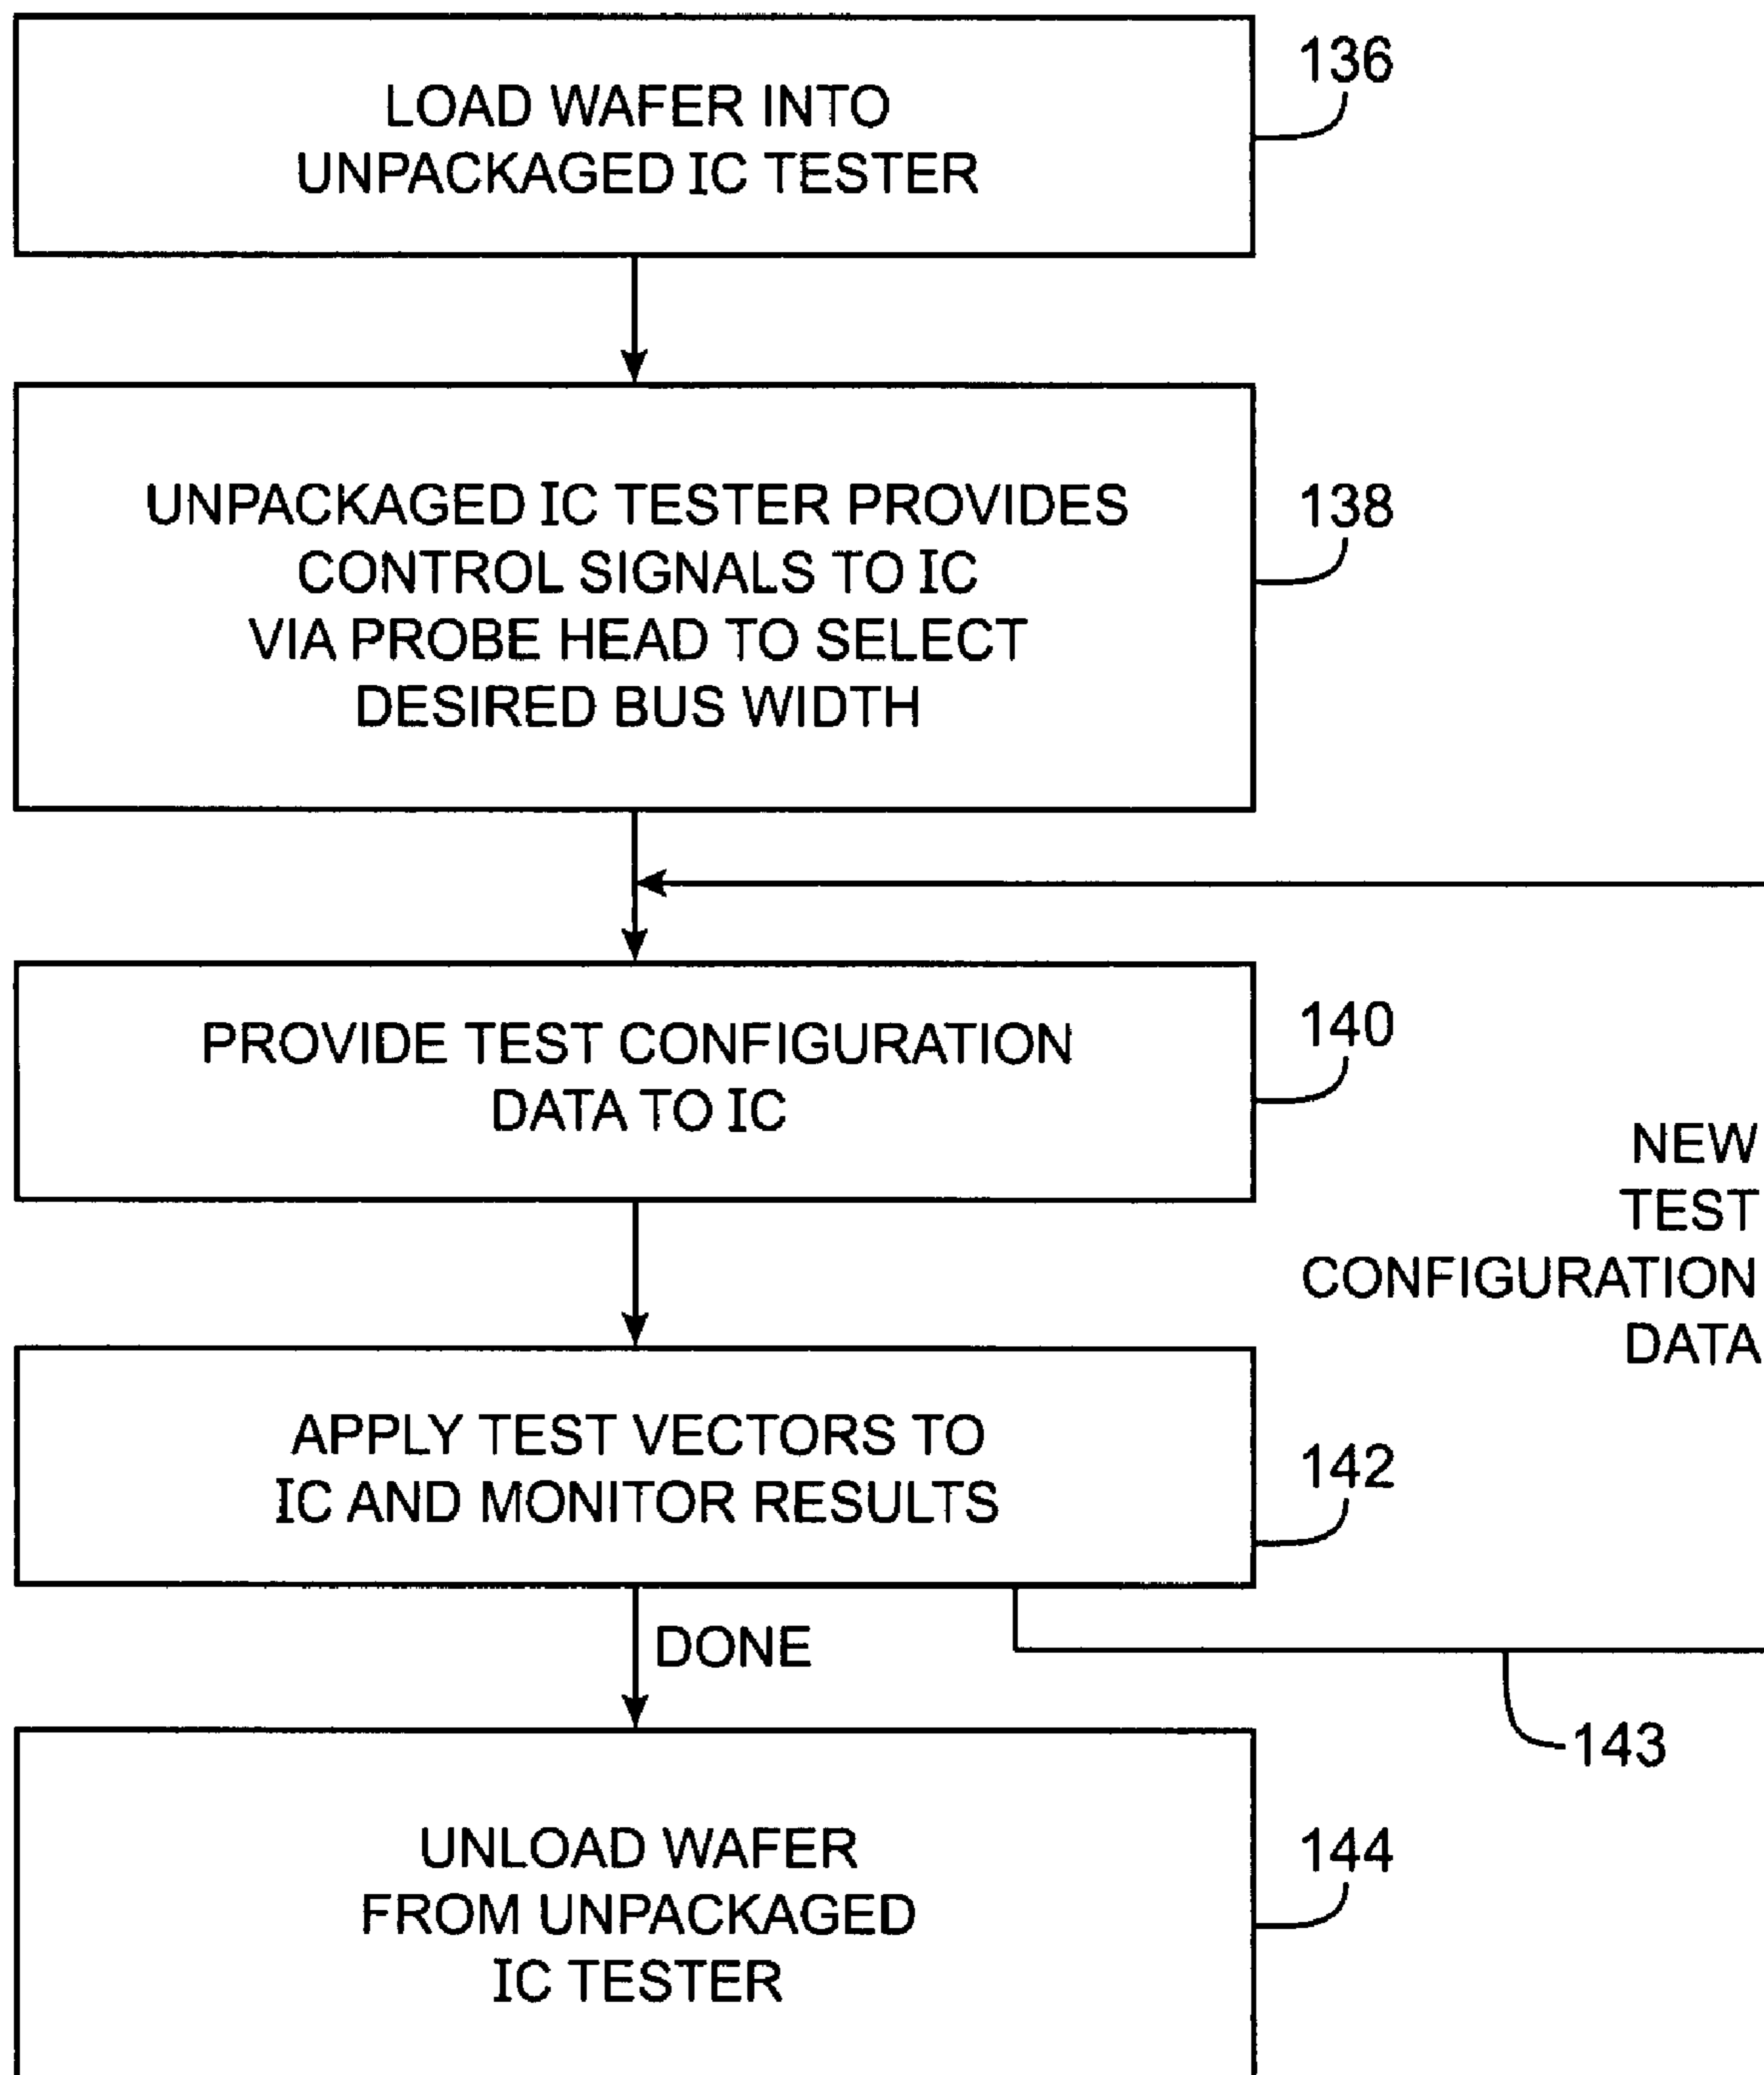 LOAD WAFER INTO
UNPACKAGED IC TESTER
136
UNPACKAGED IC TESTER PROVIDES
CONTROL SIGNALS TO IC
VIA PROBE HEAD TO SELECT
DESIRED BUS WIDTH
138
PROVIDE TEST CONFIGURATION
DATA TO IC
140
NEW
TEST
CONFIGURATION
DATA
APPLY TEST VECTORS TO
IC AND MONITOR RESULTS
142
DONE
143
UNLOAD WAFER
FROM UNPACKAGED
IC TESTER
144